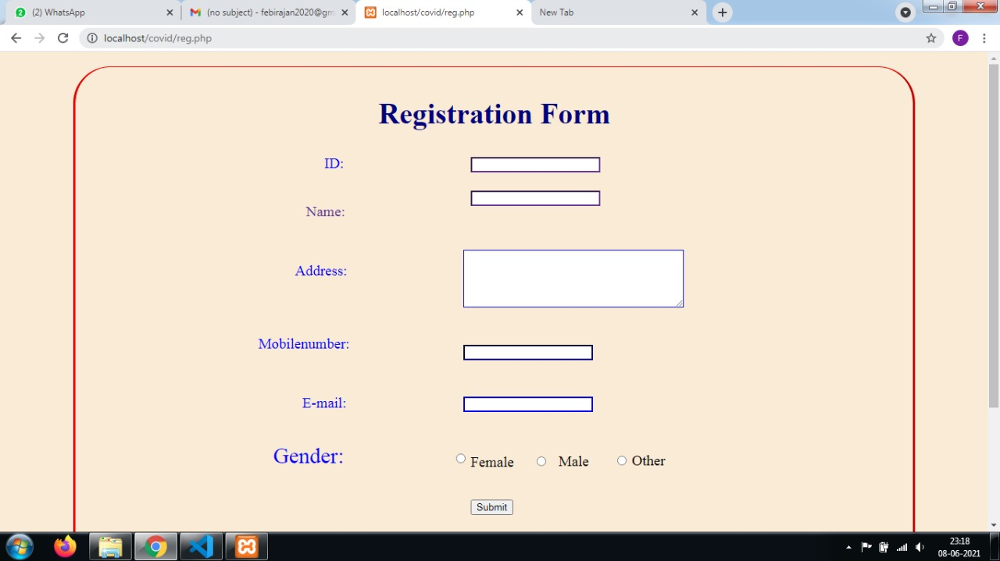 2 (2) WhatsApp
(no subject) - febirajan2020@gm
localhost/covid/reg.php
New Tab
localhost/covid/reg.php
F
Registration Form
ID:
Name:
Address:
Mobilenumber:
E-mail:
Gender: Female Male Other
Submit
23:18
08-06-2021